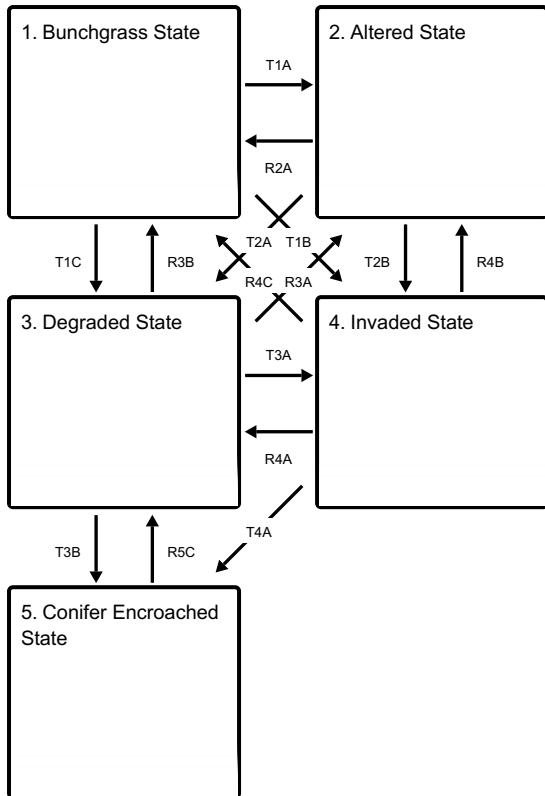 1. Bunchgrass State
2. Altered State
T1A
R2A
T1C
R3B
T2A
T1B
T2B
R4B
R4C
R3A
3. Degraded State
4. Invaded State
T3A
R4A
T3B
R5C
T4A
5. Conifer Encroached
State